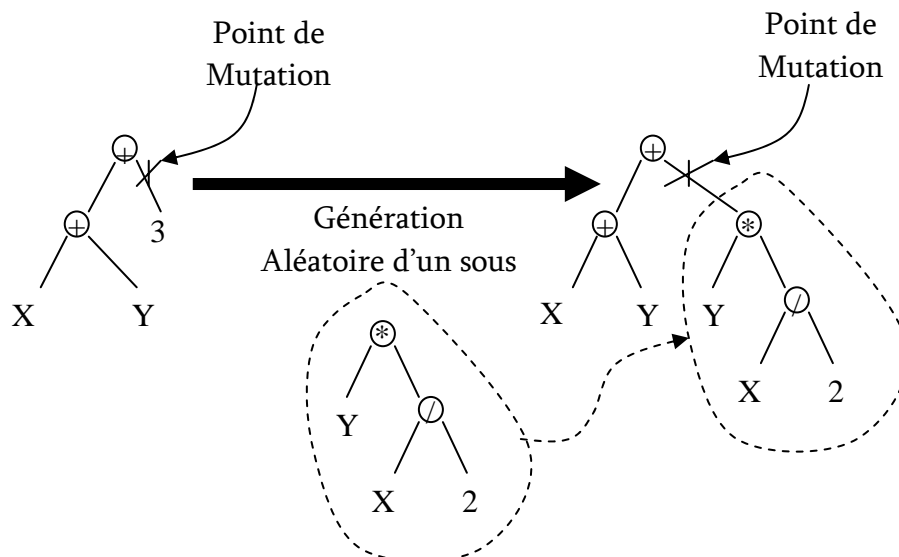 Point de
Mutation
Point de
Mutation
+
+
3
X
Y
Génération
Aléatoire d'un sous
*
Y
/
X
2
+
+
*
X
Y
Y
/
X
2